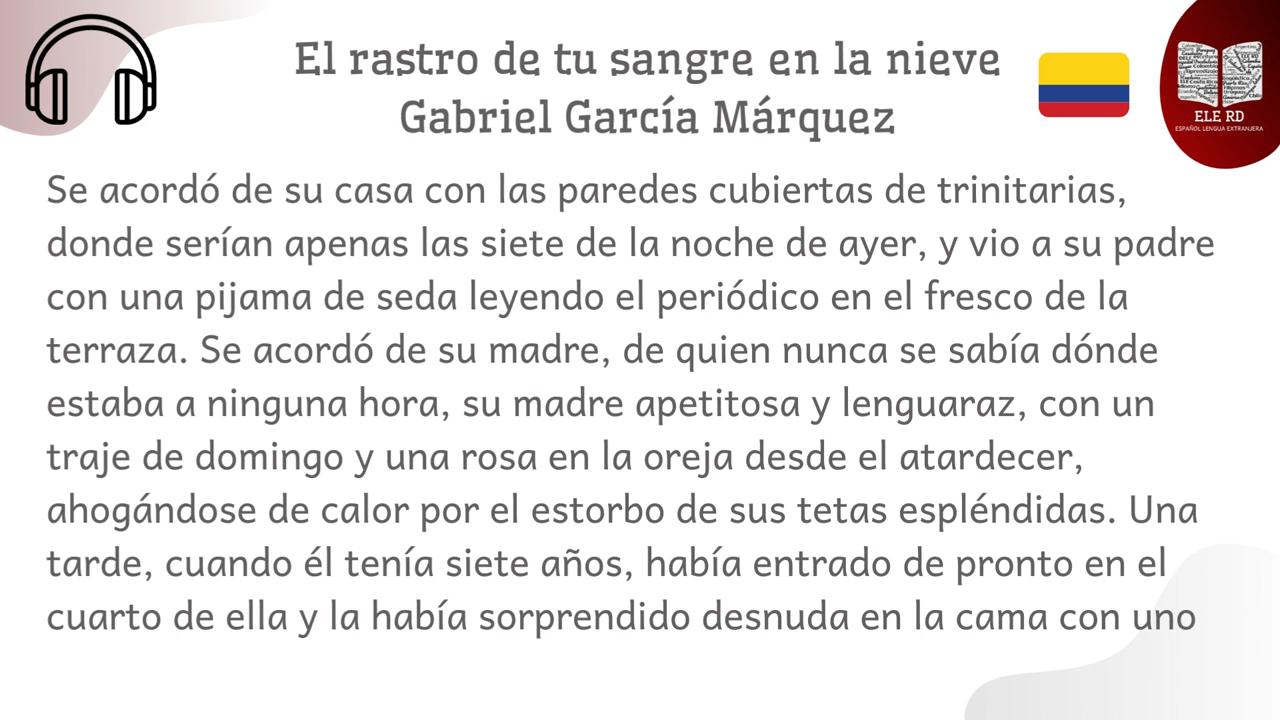 El rastro de tu sangre en la nieve
Gabriel García Márquez
ELE RD
ESPAÑOL LENGUA EXTRANJERA
Se acordó de su casa con las paredes cubiertas de trinitarias,
donde serían apenas las siete de la noche de ayer, y vio a su padre
con una pijama de seda leyendo el periódico en el fresco de la
terraza. Se acordó de su madre, de quien nunca se sabía dónde
estaba a ninguna hora, su madre apetitosa y lenguaraz, con un
traje de domingo y una rosa en la oreja desde el atardecer,
ahogándose de calor por el estorbo de sus tetas espléndidas. Una
tarde, cuando él tenía siete años, había entrado de pronto en el
cuarto de ella y la había sorprendido desnuda en la cama con uno